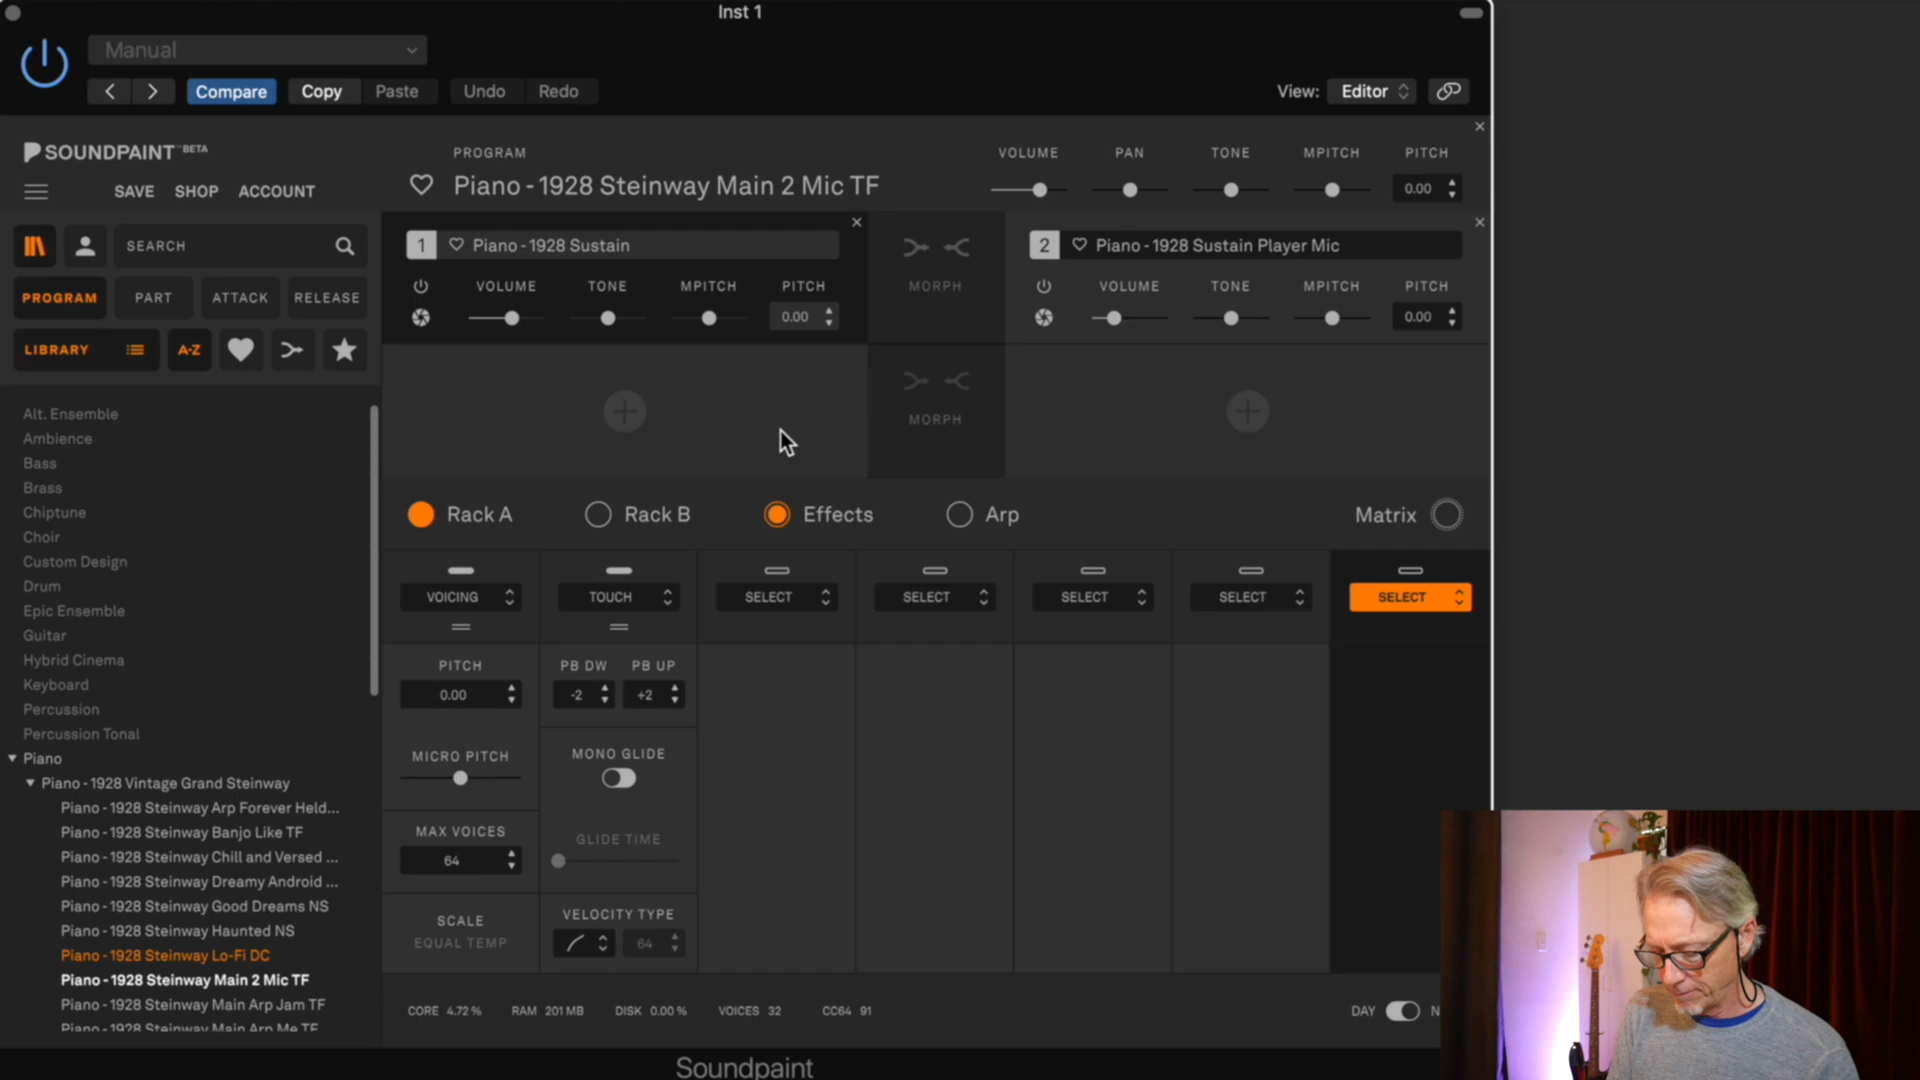 Inst 1
Manual
Compare Copy Paste Undo Redo View: Editor
SOUNDPAINT BETA
SAVE SHOP ACCOUNT
PROGRAM
Piano - 1928 Steinway Main 2 Mic TF
VOLUME PAN TONE MPITCH PITCH
0.00
SEARCH
PROGRAM PART ATTACK RELEASE
LIBRARY A-Z
1 Piano - 1928 Sustain
VOLUME TONE MPITCH PITCH
0.00
MORPH
2 Piano - 1928 Sustain Player Mic
VOLUME TONE MPITCH PITCH
0.00
MORPH
Alt. Ensemble
Ambience
Bass
Brass
Chiptune
Choir
Custom Design
Drum
Epic Ensemble
Guitar
Hybrid Cinema
Keyboard
Percussion
Percussion Tonal
Piano
Piano - 1928 Vintage Grand Steinway
Piano - 1928 Steinway Arp Forever Held...
Piano - 1928 Steinway Banjo Like TF
Piano - 1928 Steinway Chill and Versed ...
Piano - 1928 Steinway Dreamy Android ...
Piano - 1928 Steinway Good Dreams NS
Piano - 1928 Steinway Haunted NS
Piano - 1928 Steinway Lo-Fi DC
Piano - 1928 Steinway Main 2 Mic TF
Piano - 1928 Steinway Main Arp Jam TF
Piano - 1928 Steinway Main Arp Me TF
Rack A Rack B Effects Arp Matrix
VOICING TOUCH SELECT SELECT SELECT SELECT SELECT
PITCH
0.00
MICRO PITCH
MAX VOICES
64
SCALE
EQUAL TEMP
PB DW PB UP
-2 +2
MONO GLIDE
GLIDE TIME
VELOCITY TYPE
64
CORE 4.72 % RAM 201 MB DISK 0.00 % VOICES 32 CC64 91 DAY N
Soundpaint